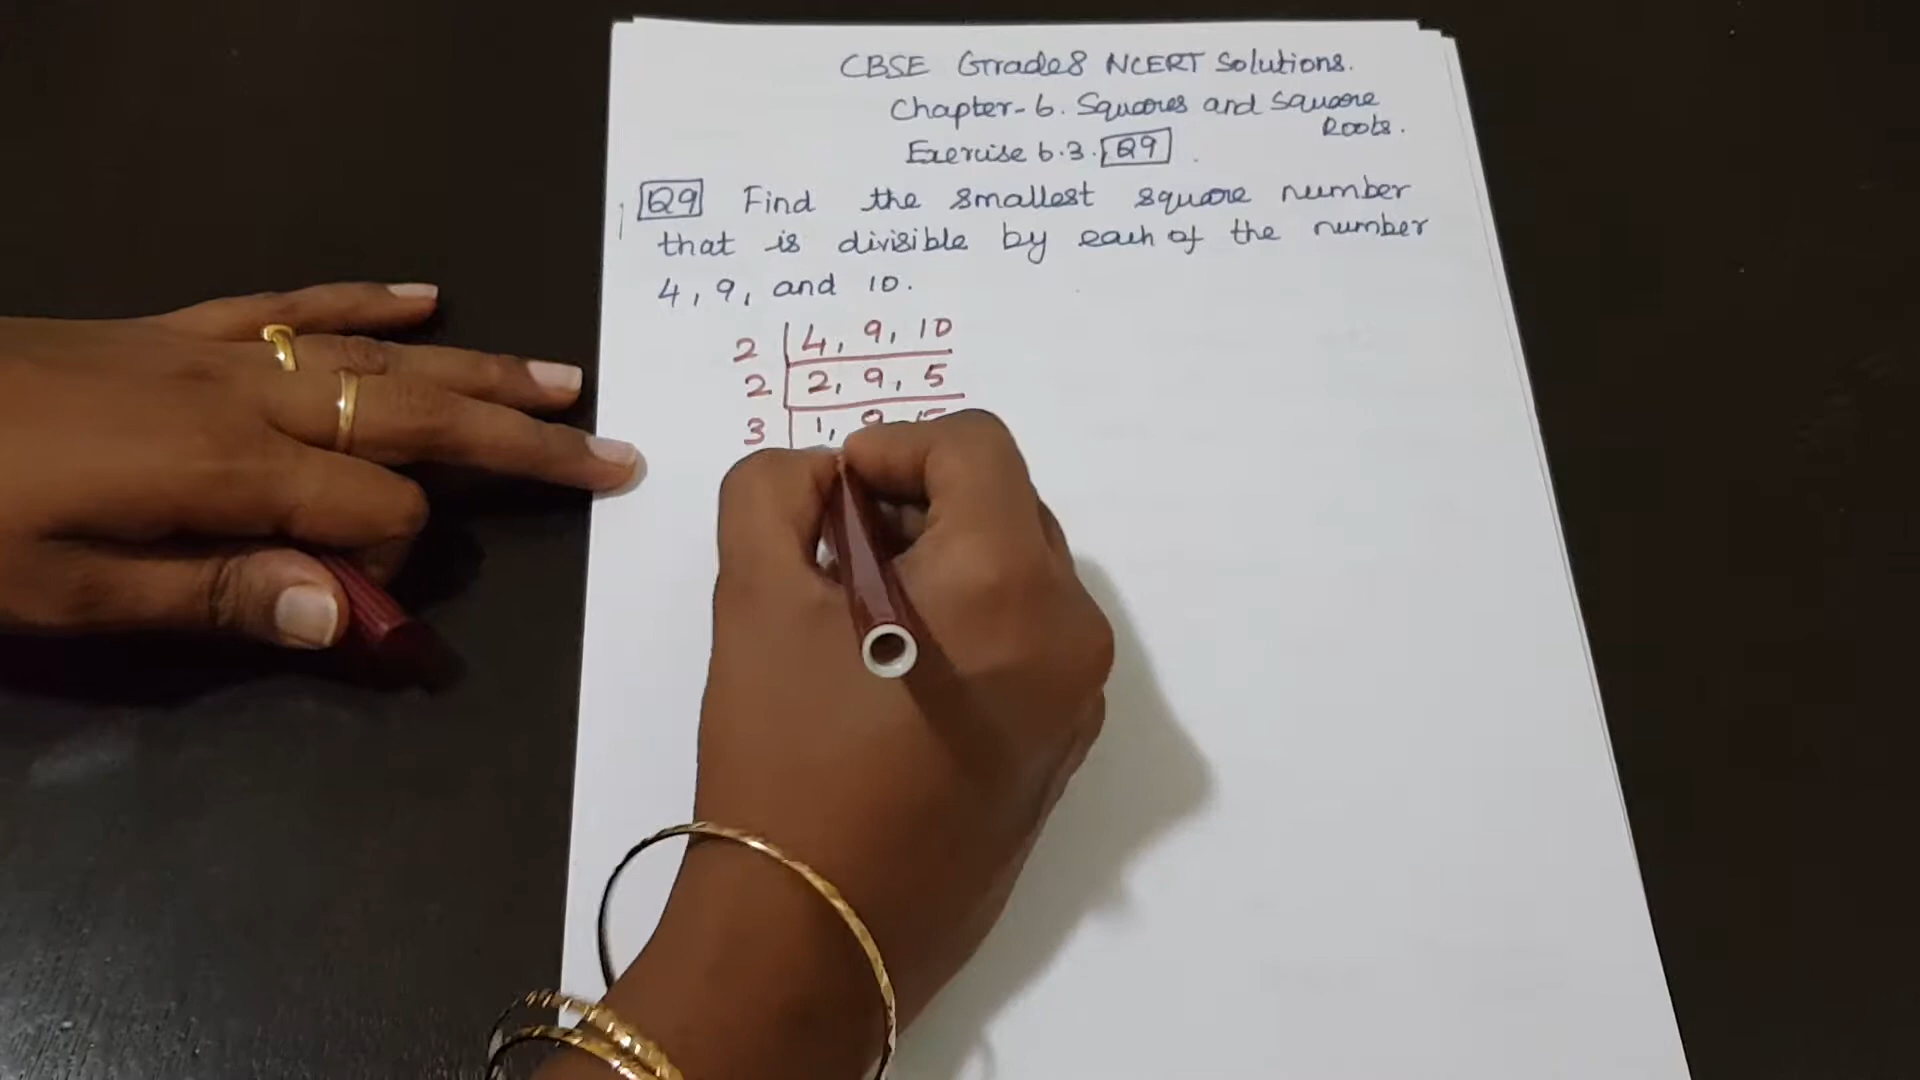 CBSE Grade8 NCERT Solutions.
Chapter-6. Squares and Square
Roots.
Exercise 6.3. Q9
Q9 Find the smallest square number
that is divisible by each of the number
4, 9, and 10.
2 4, 9, 10
2 2, 9, 5
3 1, 9, 5